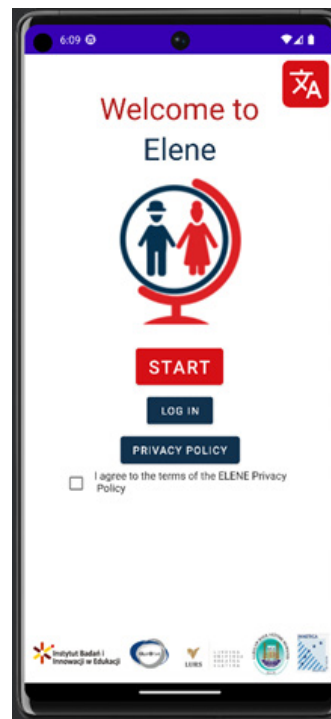 6:09
Welcome to
Elene
START
LOG IN
PRIVACY POLICY
I agree to the terms of the ELENE Privacy
Policy
Instytut Badań i
Innowacji w Edukacji
LUHS